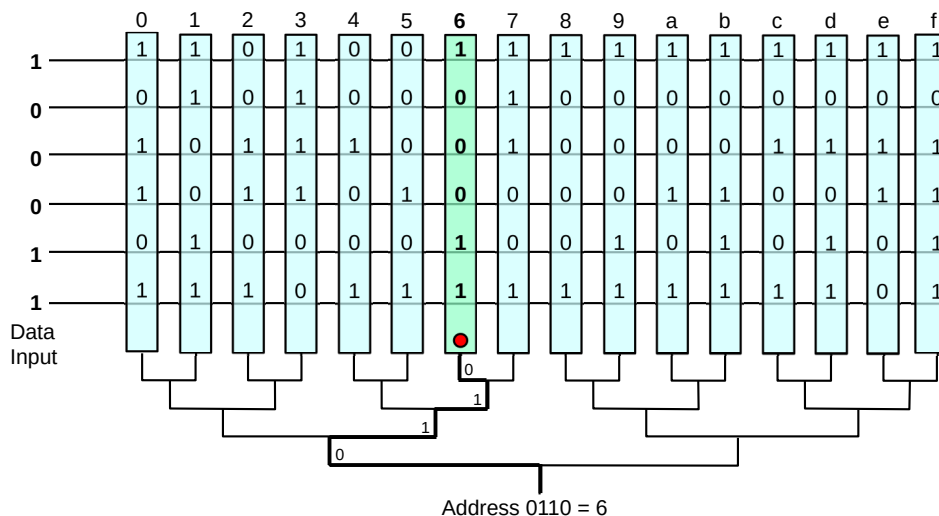 0 1 2 3 4 5 6 7 8 9 a b c d e f
1 1 1 0 1 0 0 1 1 1 1 1 1 1 1 1 1
0 0 1 0 1 0 0 0 1 0 0 0 0 0 0 0 0
0 1 0 1 1 1 0 0 1 0 0 0 0 1 1 1 1
0 1 0 1 1 0 1 0 0 0 0 1 1 0 0 1 1
1 0 1 0 0 0 0 1 0 0 1 0 1 0 1 0 1
1 1 1 1 0 1 1 1 1 1 1 1 1 1 1 0 1
Data
Input
0
1
1
0
Address 0110 = 6